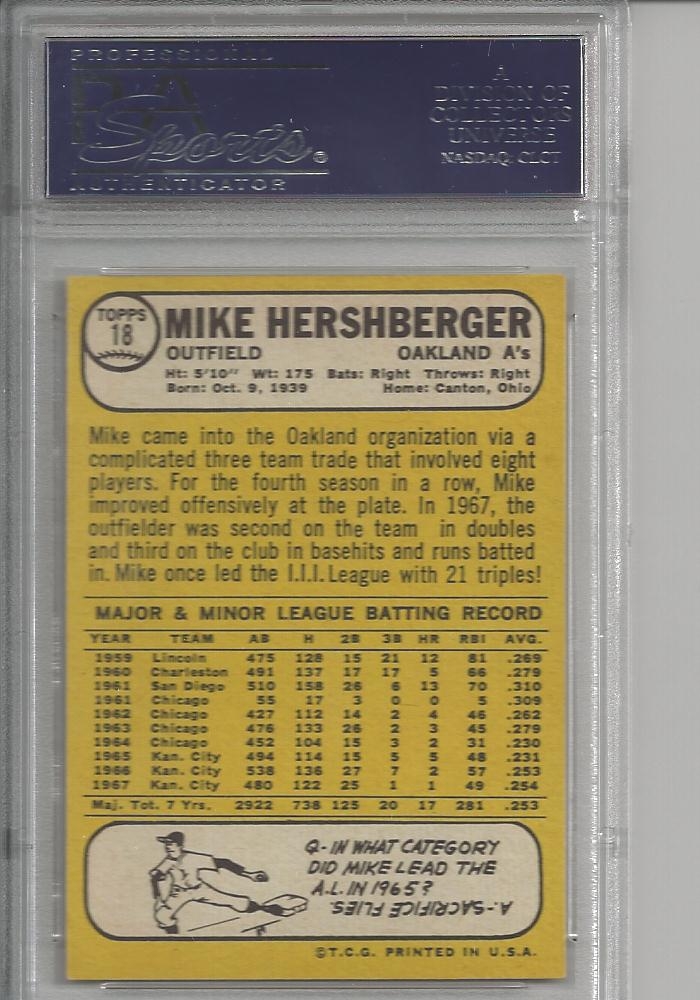 PROFESSIONAL
PSA
Sports®
AUTHENTICATOR
A
DIVISION OF
COLLECTORS
UNIVERSE
NASDAQ: CLCT
TOPPS
18
MIKE HERSHBERGER
OUTFIELD OAKLAND A's
Ht: 5'10" Wt: 175 Bats: Right Throws: Right
Born: Oct. 9, 1939 Home: Canton, Ohio
Mike came into the Oakland organization via a
complicated three team trade that involved eight
players. For the fourth season in a row, Mike
improved offensively at the plate. In 1967, the
outfielder was second on the team in doubles
and third on the club in basehits and runs batted
in. Mike once led the I.I.I. League with 21 triples!
MAJOR & MINOR LEAGUE BATTING RECORD
YEAR TEAM AB H 2B 3B HR RBI AVG.
1959 Lincoln 475 128 15 21 12 81 .269
1960 Charleston 491 137 17 17 5 66 .279
1961 San Diego 510 158 26 6 13 70 .310
1961 Chicago 55 17 3 0 0 5 .309
1962 Chicago 427 112 14 2 4 46 .262
1963 Chicago 476 133 26 2 3 45 .279
1964 Chicago 452 104 15 3 2 31 .230
1965 Kan. City 494 114 15 5 5 48 .231
1966 Kan. City 538 136 27 7 2 57 .253
1967 Kan. City 480 122 25 1 1 49 .254
Maj. Tot. 7 Yrs. 2922 738 125 20 17 281 .253
Q-IN WHAT CATEGORY
DID MIKE LEAD THE
A.L. IN 1965?
A.-SACRIFICE FLIES.
©T.C.G. PRINTED IN U.S.A.